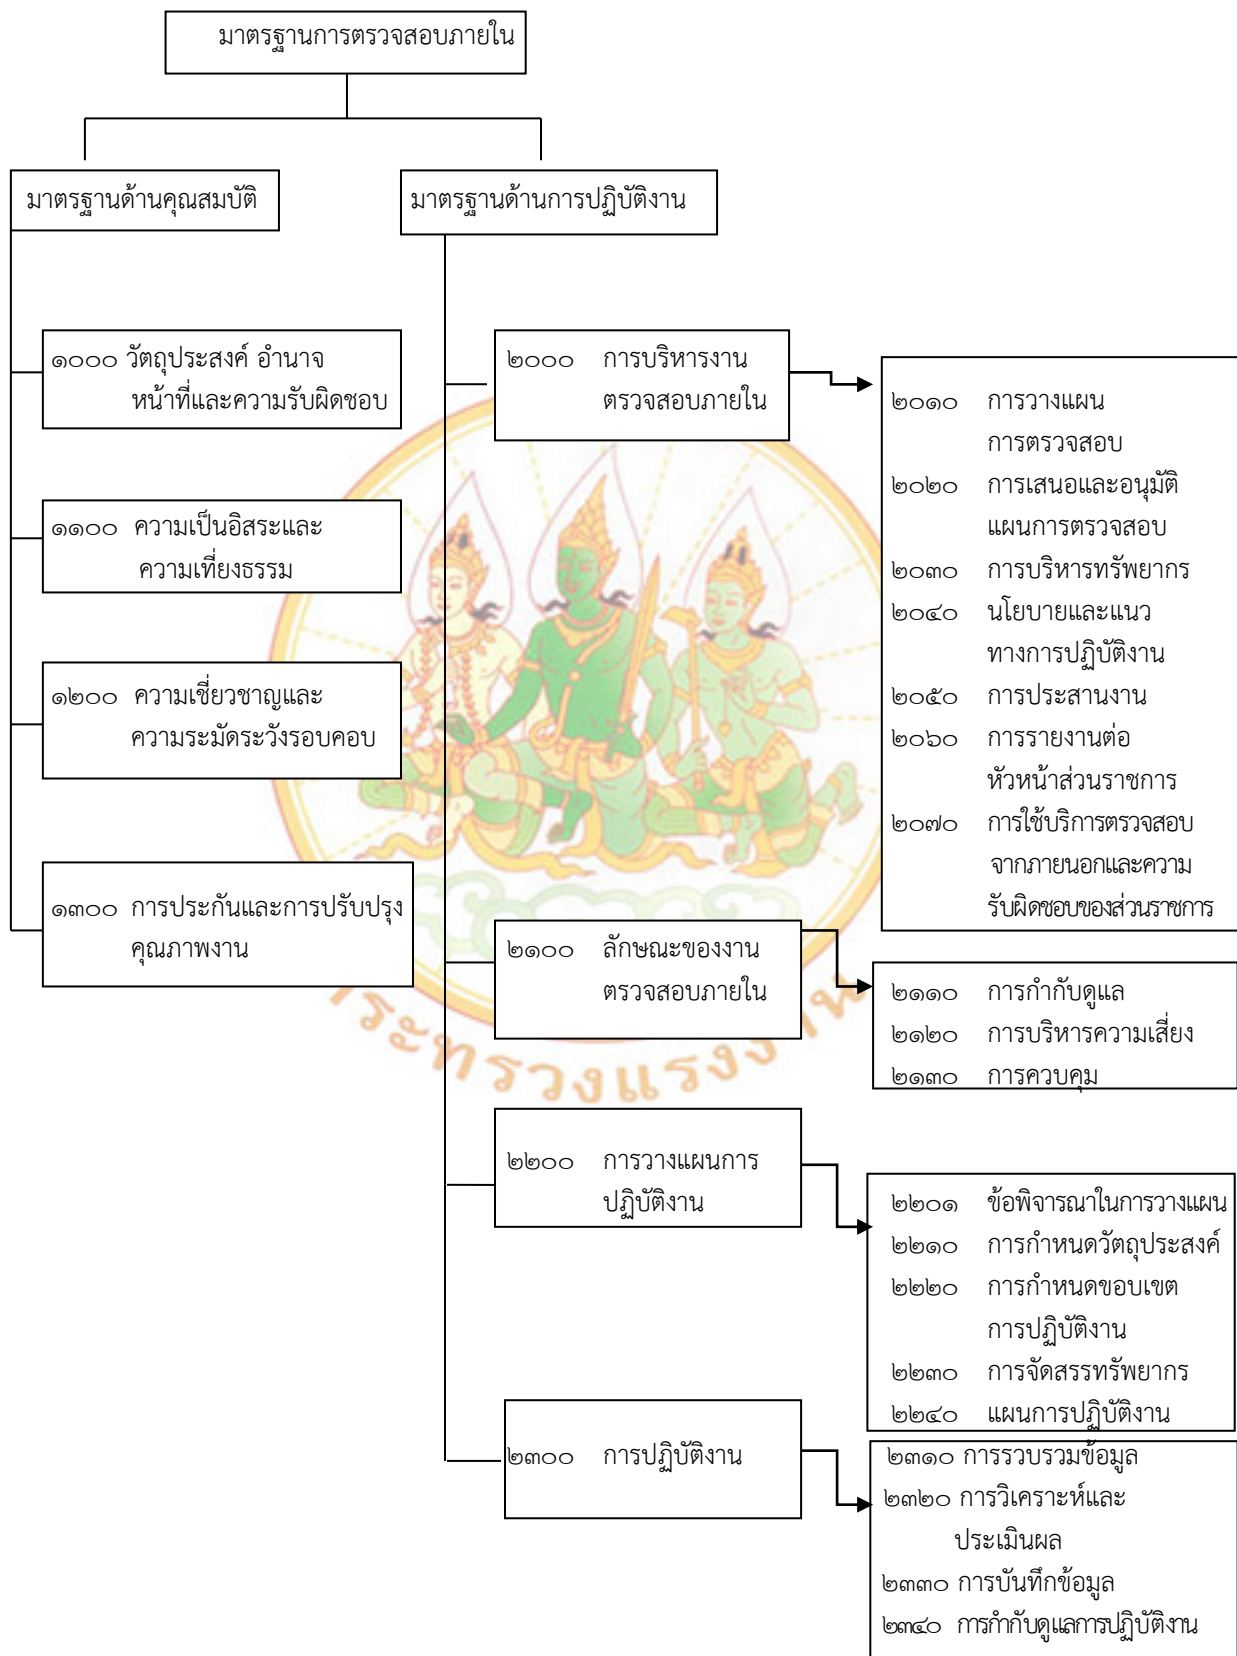 มาตรฐานการตรวจสอบภายใน
มาตรฐานด้านคุณสมบัติ
มาตรฐานด้านการปฏิบัติงาน
๑๐๐๐ วัตถุประสงค์ อำนาจ
หน้าที่และความรับผิดชอบ
๑๑๐๐ ความเป็นอิสระและ
ความเที่ยงธรรม
๑๒๐๐ ความเชี่ยวชาญและ
ความระมัดระวังรอบคอบ
๑๓๐๐ การประกันและการปรับปรุง
คุณภาพงาน
๒๐๐๐ การบริหารงาน
ตรวจสอบภายใน
๒๐๑๐ การวางแผน
การตรวจสอบ
๒๐๒๐ การเสนอและอนุมัติ
แผนการตรวจสอบ
๒๐๓๐ การบริหารทรัพยากร
๒๐๔๐ นโยบายและแนว
ทางการปฏิบัติงาน
๒๐๕๐ การประสานงาน
๒๐๖๐ การรายงานต่อ
หัวหน้าส่วนราชการ
๒๐๗๐ การใช้บริการตรวจสอบ
จากภายนอกและความ
รับผิดชอบของส่วนราชการ
๒๑๐๐ ลักษณะของงาน
ตรวจสอบภายใน
๒๑๑๐ การกำกับดูแล
๒๑๒๐ การบริหารความเสี่ยง
๒๑๓๐ การควบคุม
๒๒๐๐ การวางแผนการ
ปฏิบัติงาน
๒๒๐๑ ข้อพิจารณาในการวางแผน
๒๒๑๐ การกำหนดวัตถุประสงค์
๒๒๒๐ การกำหนดขอบเขต
การปฏิบัติงาน
๒๒๓๐ การจัดสรรทรัพยากร
๒๒๔๐ แผนการปฏิบัติงาน
๒๓๐๐ การปฏิบัติงาน
๒๓๑๐ การรวบรวมข้อมูล
๒๓๒๐ การวิเคราะห์และ
ประเมินผล
๒๓๓๐ การบันทึกข้อมูล
๒๓๔๐ การกำกับดูแลการปฏิบัติงาน
กระทรวงแรงงาน